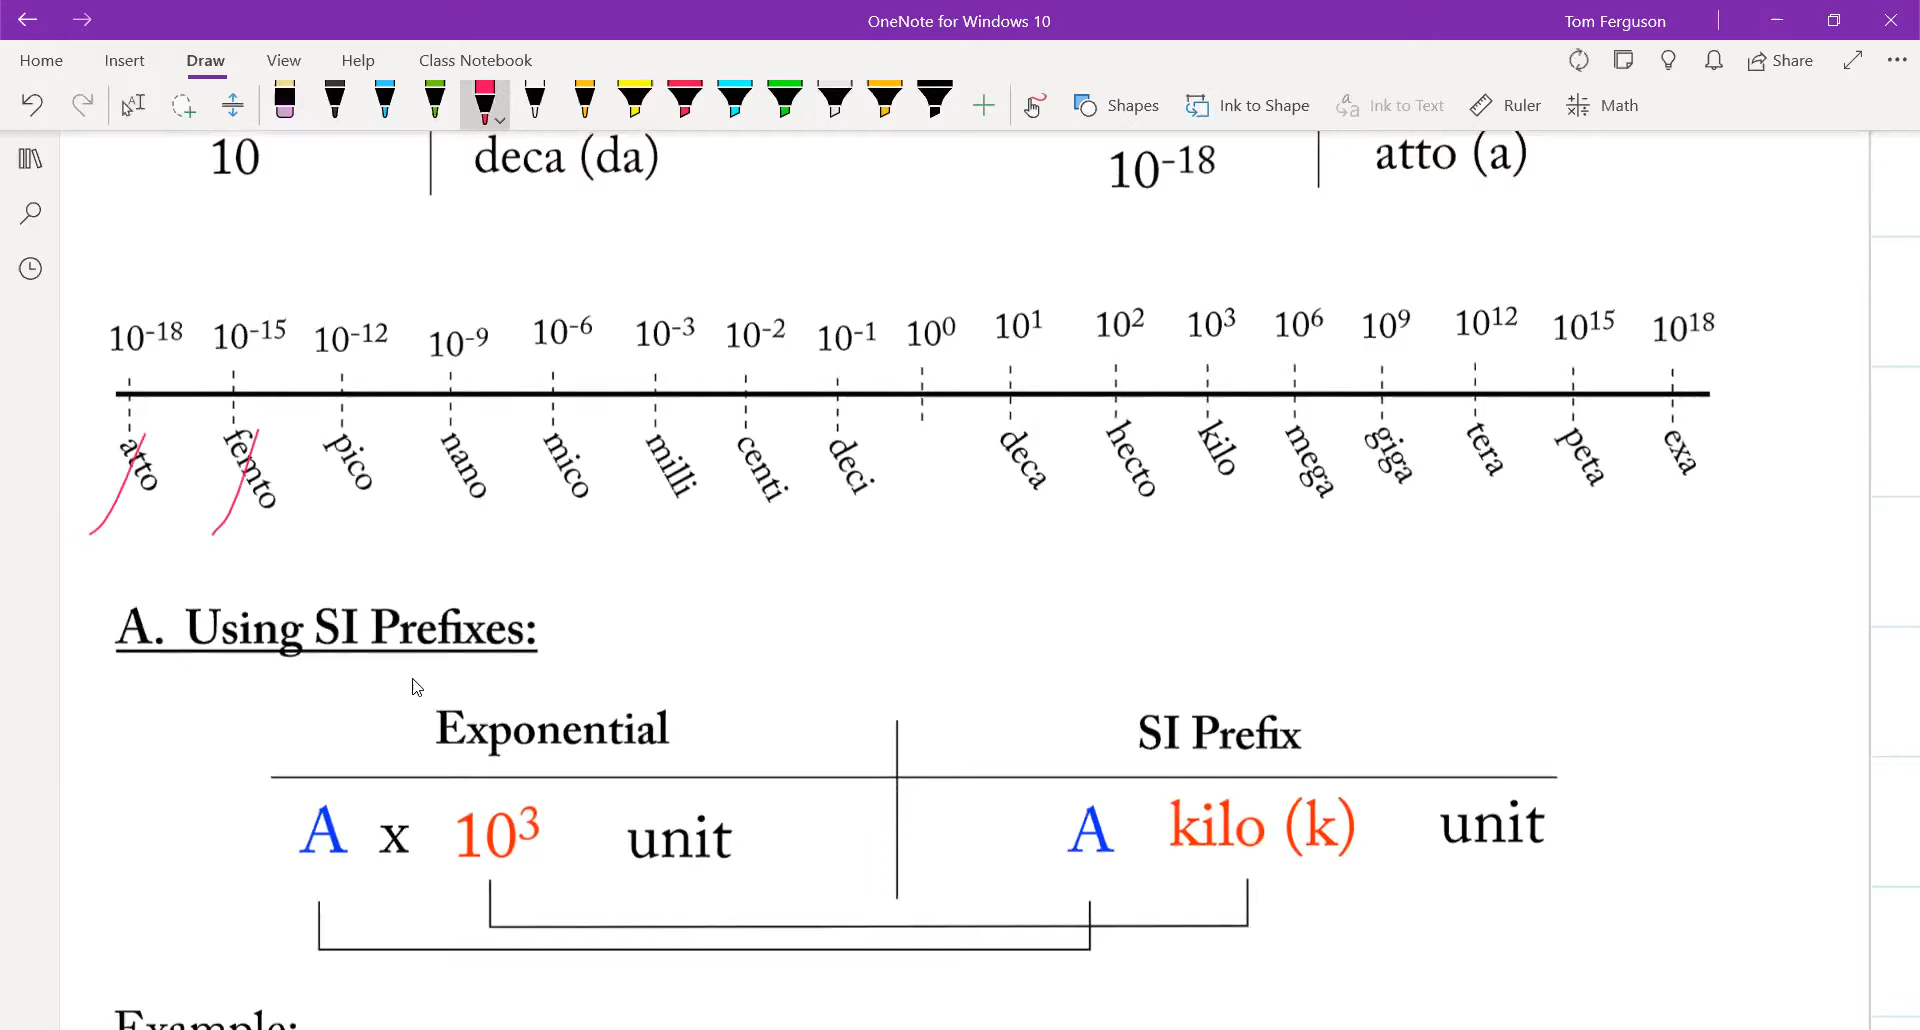 OneNote for Windows 10
Tom Ferguson
Home Insert Draw View Help Class Notebook Share
Shapes Ink to Shape Ink to Text Ruler Math
10 deca (da) 10⁻¹⁸ atto (a)
10⁻¹⁸ 10⁻¹⁵ 10⁻¹² 10⁻⁹ 10⁻⁶ 10⁻³ 10⁻² 10⁻¹ 10⁰ 10¹ 10² 10³ 10⁶ 10⁹ 10¹² 10¹⁵ 10¹⁸
atto femto pico nano mico milli centi deci deca hecto kilo mega giga tera peta exa
A. Using SI Prefixes:
Exponential SI Prefix
A x 10³ unit A kilo (k) unit
Example: